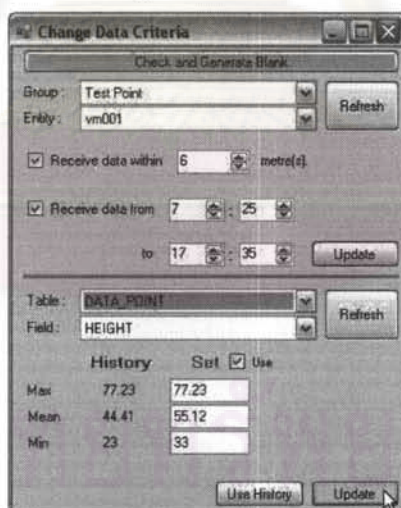 Change Data Criteria
Check and Generate Blank
Group : Test Point Refresh
Entity : vm001
Receive data within 6 metre(s).
Receive data from 7 : 25
to 17 : 35 Update
Table : DATA_POINT Refresh
Field : HEIGHT
History Set Use
Max 77.23 77.23
Mean 44.41 55.12
Min 23 33
Use History Update